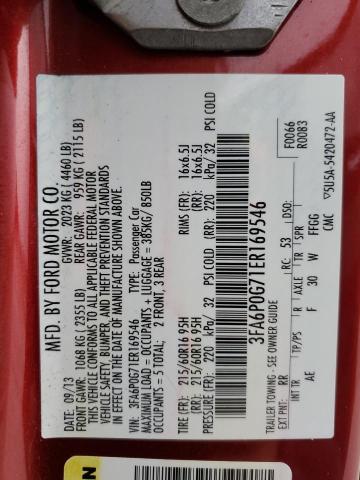 MFD. BY FORD MOTOR CO.
DATE: 09/13 GVWR: 2023 KG (4460 LB)
FRONT GAWR: 1068 KG (2355 LB) REAR GAWR: 959 KG (2115 LB)
THIS VEHICLE CONFORMS TO ALL APPLICABLE FEDERAL MOTOR
VEHICLE SAFETY, BUMPER, AND THEFT PREVENTION STANDARDS
IN EFFECT ON THE DATE OF MANUFACTURE SHOWN ABOVE.
VIN: 3FA6P0G71ER169546 TYPE: Passenger Car
MAXIMUM LOAD = OCCUPANTS + LUGGAGE = 385KG/ 850LB
OCCUPANTS = 5 TOTAL: 2 FRONT, 3 REAR
TIRE (FR): 215/60R16 95H RIMS (FR): 16x6.5J
TIRE (RR): 215/60R16 95H RIMS (RR): 16x6.5J
PRESSURE (FR): 220 kPa/ 32 PSI COLD (RR): 220 kPa/ 32 PSI COLD
3FA6P0G71ER169546
F0066
R0083
TRAILER TOWING - SEE OWNER GUIDE
EXT PNT: RR RC: 53 DSO:
INT TR TP/PS R AXLE TR SPR
AE F 30 W FFGG
CMC
5U5A-5420472-AA
N